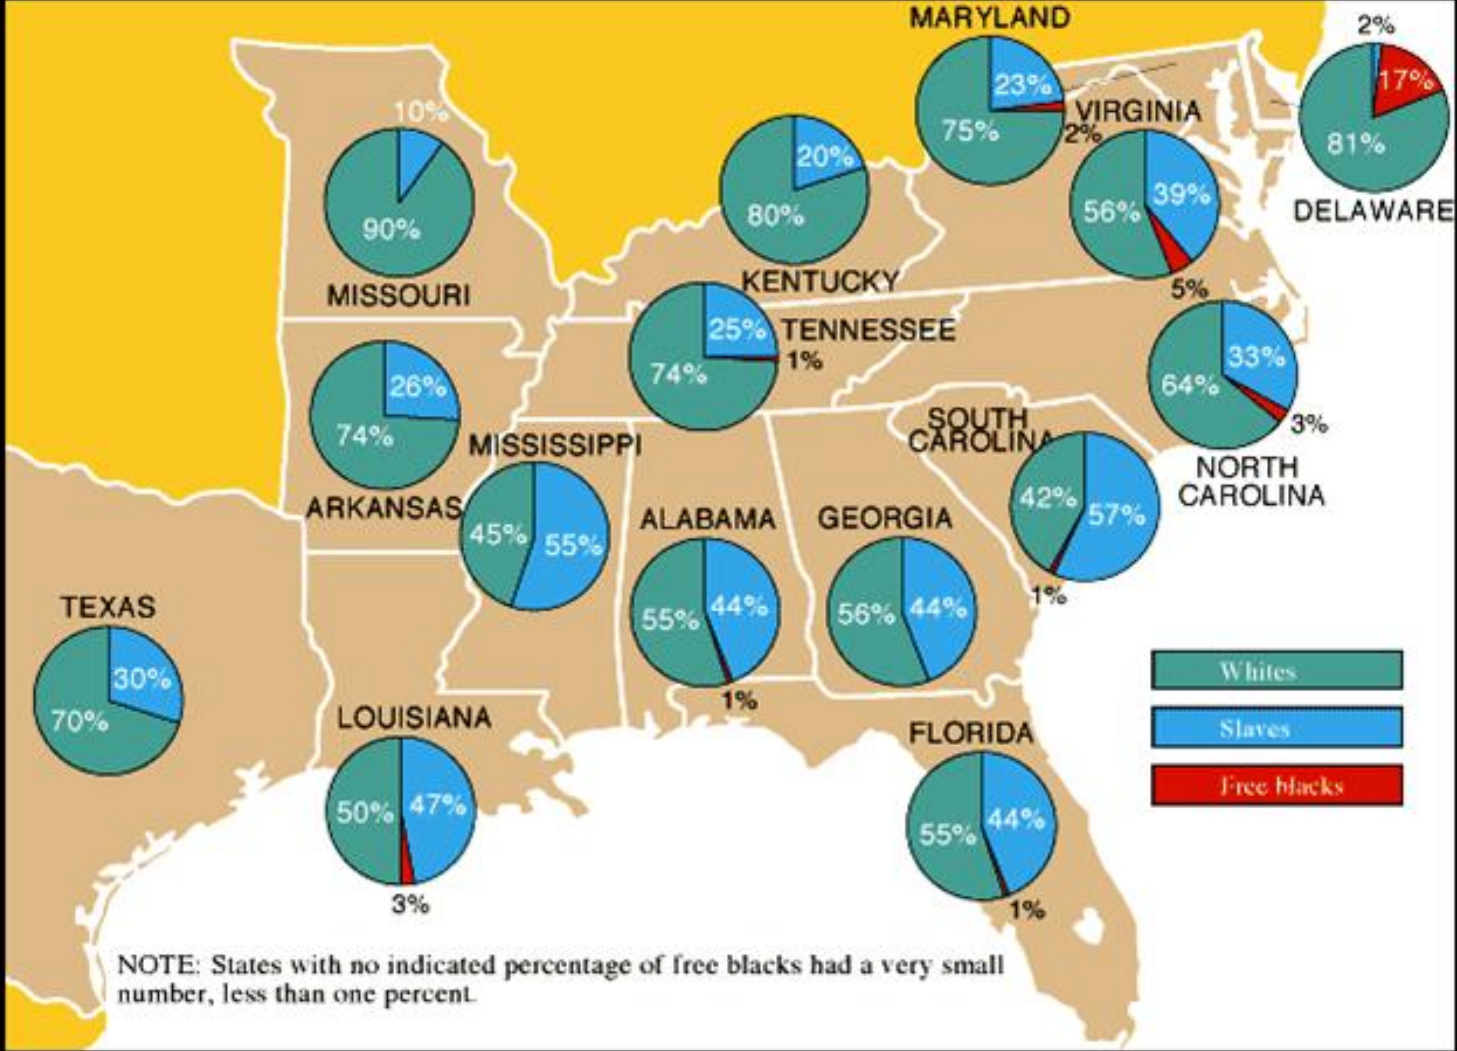 MARYLAND
23%
75%
2%
2%
17%
81%
DELAWARE
10%
90%
MISSOURI
20%
80%
KENTUCKY
VIRGINIA
39%
56%
5%
25%
74%
TENNESSEE
1%
33%
64%
3%
NORTH
CAROLINA
26%
74%
ARKANSAS
MISSISSIPPI
45%
55%
SOUTH
CAROLINA
42%
57%
1%
ALABAMA
55%
44%
1%
GEORGIA
56%
44%
TEXAS
30%
70%
LOUISIANA
50%
47%
3%
FLORIDA
55%
44%
1%
Whites
Slaves
Free blacks
NOTE: States with no indicated percentage of free blacks had a very small
number, less than one percent.